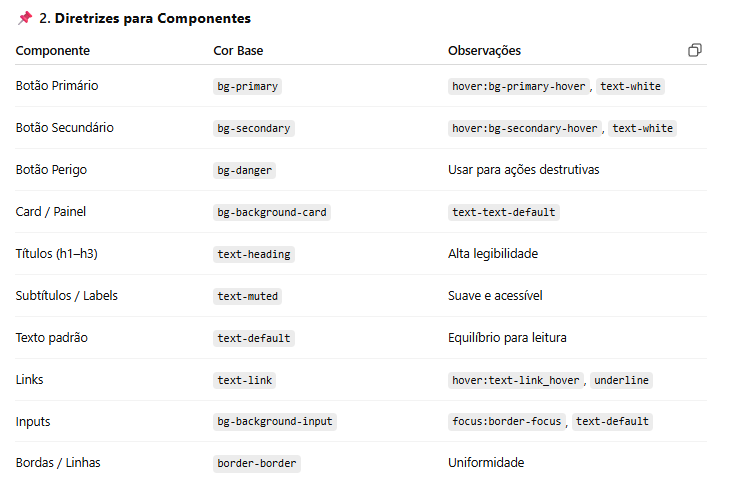 📌 2. Diretrizes para Componentes
Componente Cor Base Observações
Botão Primário bg-primary hover:bg-primary-hover, text-white
Botão Secundário bg-secondary hover:bg-secondary-hover, text-white
Botão Perigo bg-danger Usar para ações destrutivas
Card / Painel bg-background-card text-text-default
Títulos (h1–h3) text-heading Alta legibilidade
Subtítulos / Labels text-muted Suave e acessível
Texto padrão text-default Equilíbrio para leitura
Links text-link hover:text-link_hover, underline
Inputs bg-background-input focus:border-focus, text-default
Bordas / Linhas border-border Uniformidade